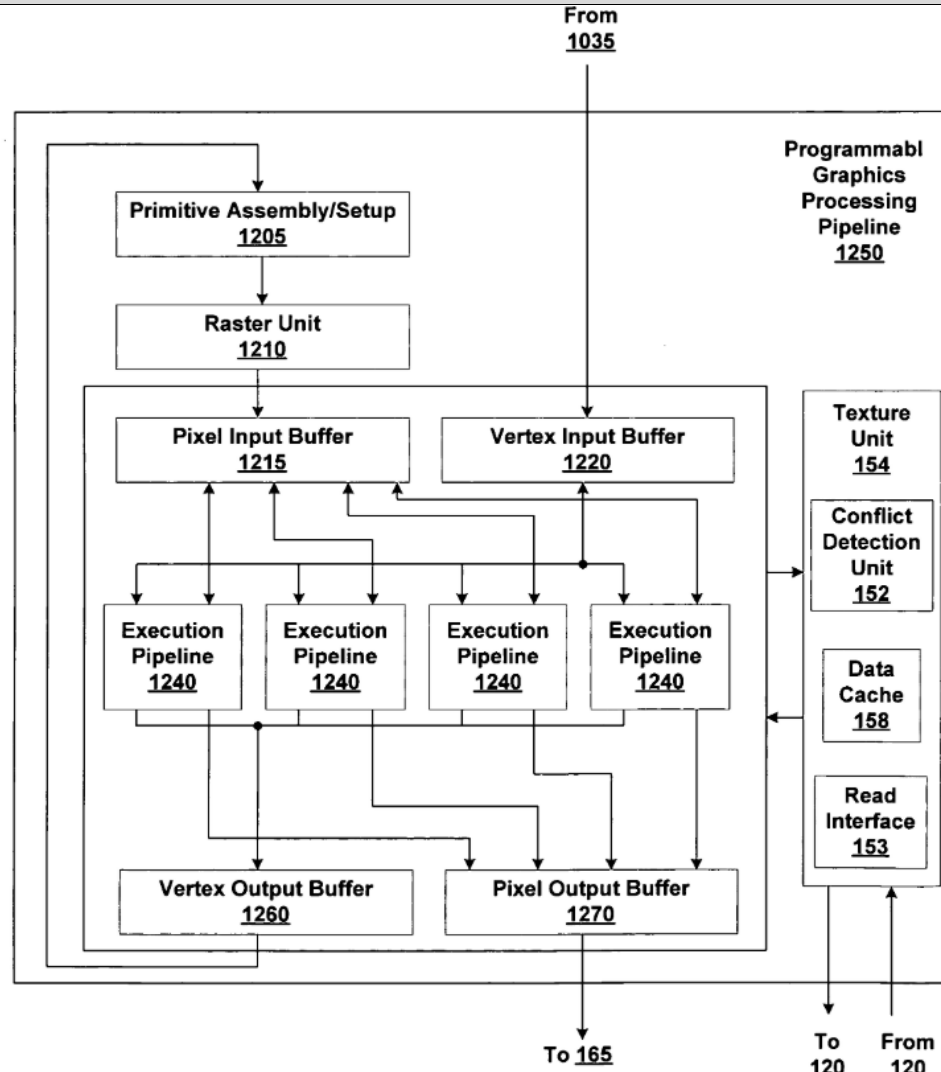 From
1035
Programmabl
Graphics
Processing
Pipeline
1250
Primitive Assembly/Setup
1205
Raster Unit
1210
Pixel Input Buffer
1215
Vertex Input Buffer
1220
Texture
Unit
154
Conflict
Detection
Unit
152
Execution
Pipeline
1240
Execution
Pipeline
1240
Execution
Pipeline
1240
Execution
Pipeline
1240
Data
Cache
158
Read
Interface
153
Vertex Output Buffer
1260
Pixel Output Buffer
1270
To 165
To
120
From
120